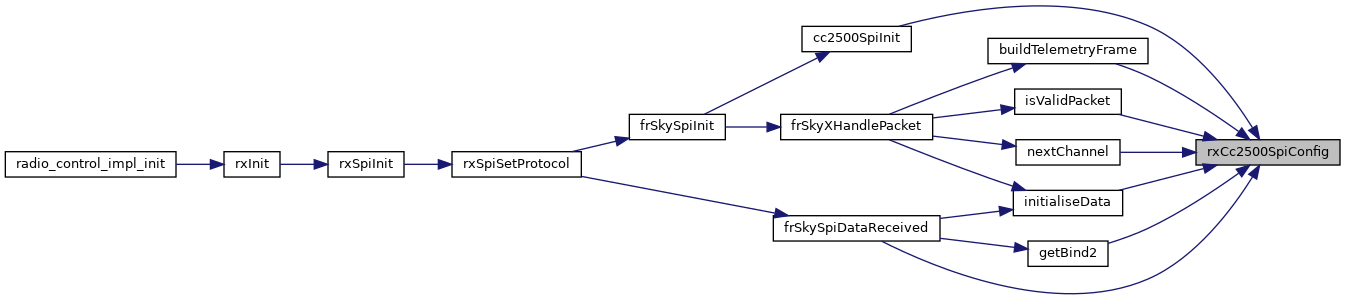 cc2500SpiInit
buildTelemetryFrame
isValidPacket
frSkySpiInit
frSkyXHandlePacket
nextChannel
rxCc2500SpiConfig
radio_control_impl_init
rxInit
rxSpiInit
rxSpiSetProtocol
initialiseData
frSkySpiDataReceived
getBind2